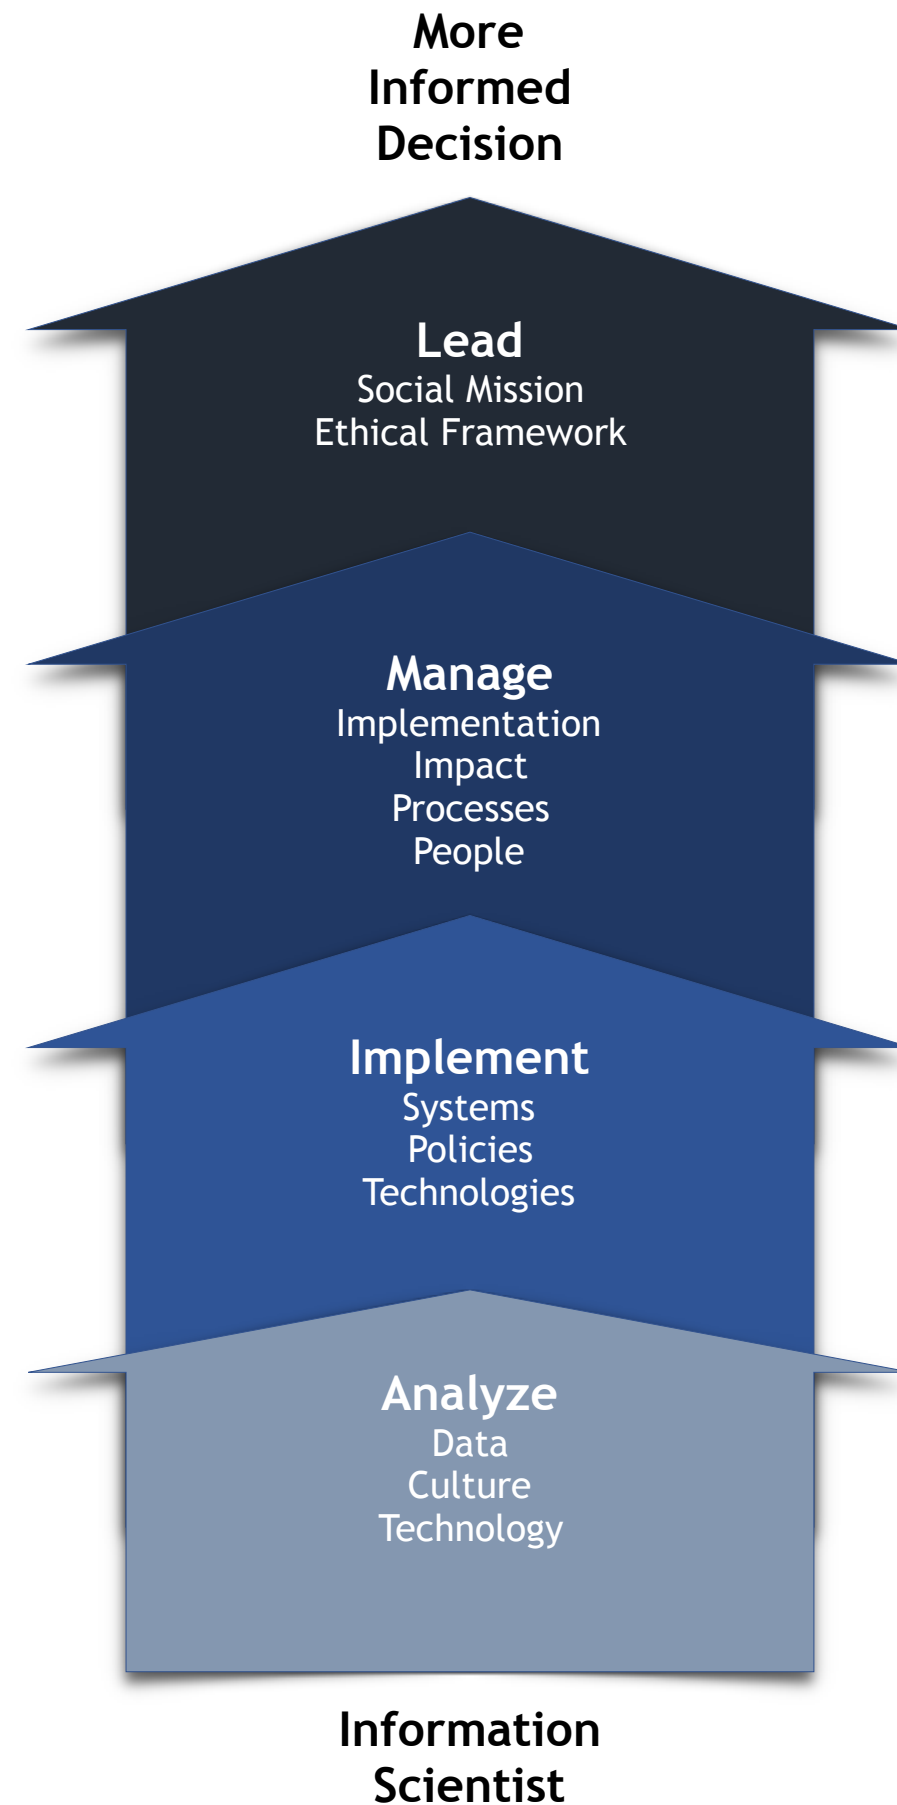 More
Informed
Decision
Lead
Social Mission
Ethical Framework
Manage
Implementation
Impact
Processes
People
Implement
Systems
Policies
Technologies
Analyze
Data
Culture
Technology
Information
Scientist